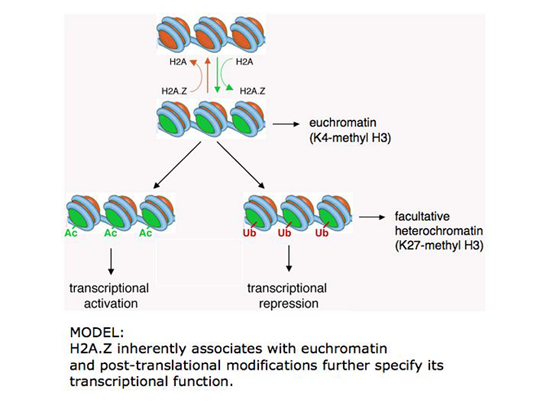 H2A
H2A
H2A.Z
H2A.Z
euchromatin
(K4-methyl H3)
Ac
Ac
Ac
Ub
Ub
Ub
facultative
heterochromatin
(K27-methyl H3)
transcriptional
activation
transcriptional
repression
MODEL:
H2A.Z inherently associates with euchromatin
and post-translational modifications further specify its
transcriptional function.